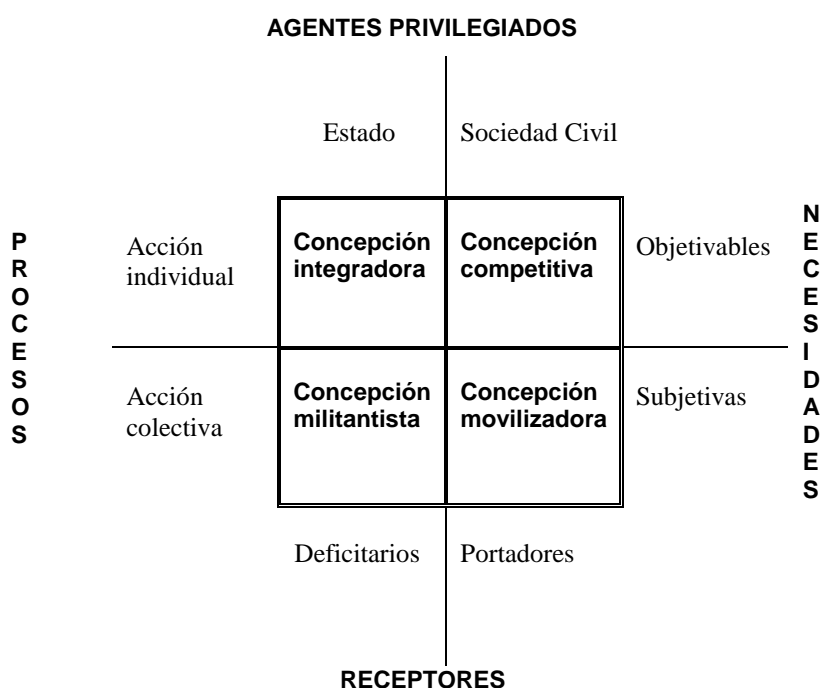 AGENTES PRIVILEGIADOS
Estado
Sociedad Civil
PROCESOS
Acción
individual
Concepción
integradora
Concepción
competitiva
Objetivables
NECESIDADES
Acción
colectiva
Concepción
militantista
Concepción
movilizadora
Subjetivas
Deficitarios
Portadores
RECEPTORES